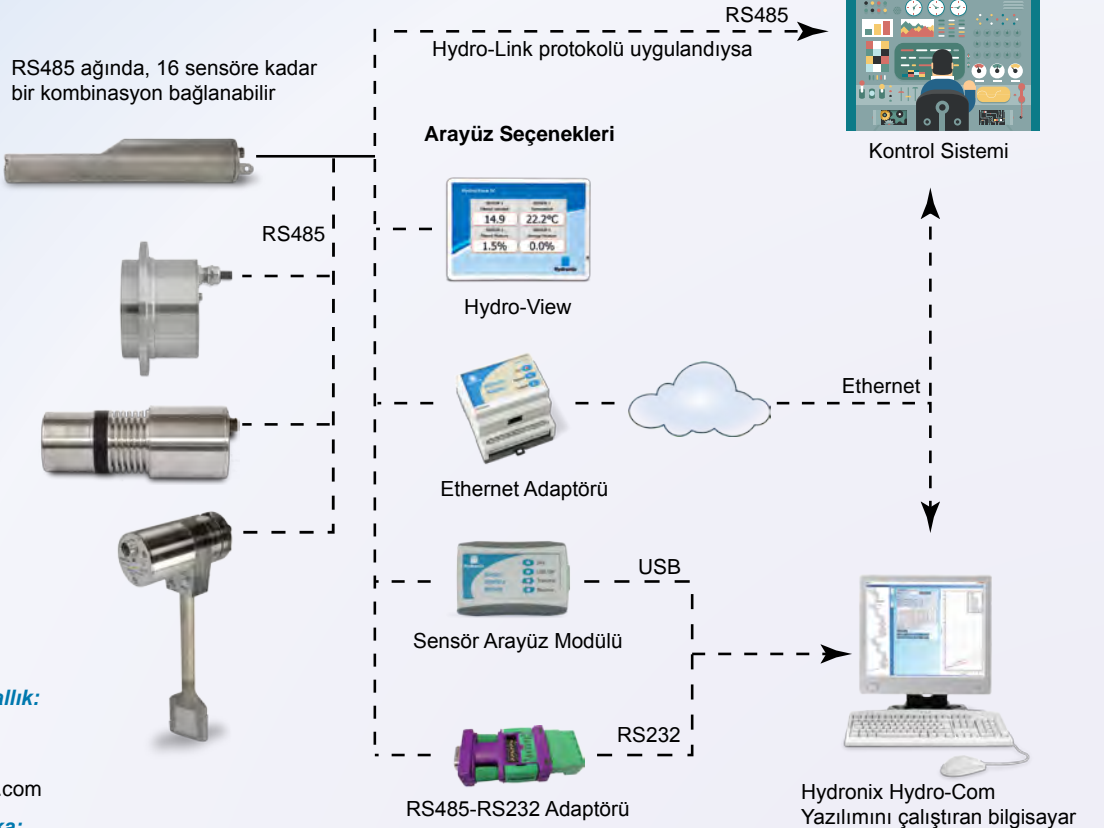 RS485
Hydro-Link protokolü uygulandıysa
RS485 ağında, 16 sensöre kadar
bir kombinasyon bağlanabilir
Arayüz Seçenekleri
Kontrol Sistemi
RS485
14.9
22.2°C
1.5%
0.0%
Hydronix
Hydro-View
Ethernet
Ethernet Adaptörü
USB
Sensör Arayüz Modülü
allık:
RS232
.com
RS485-RS232 Adaptörü
Hydronix Hydro-Com
Yazılımını çalıştıran bilgisayar
ka: